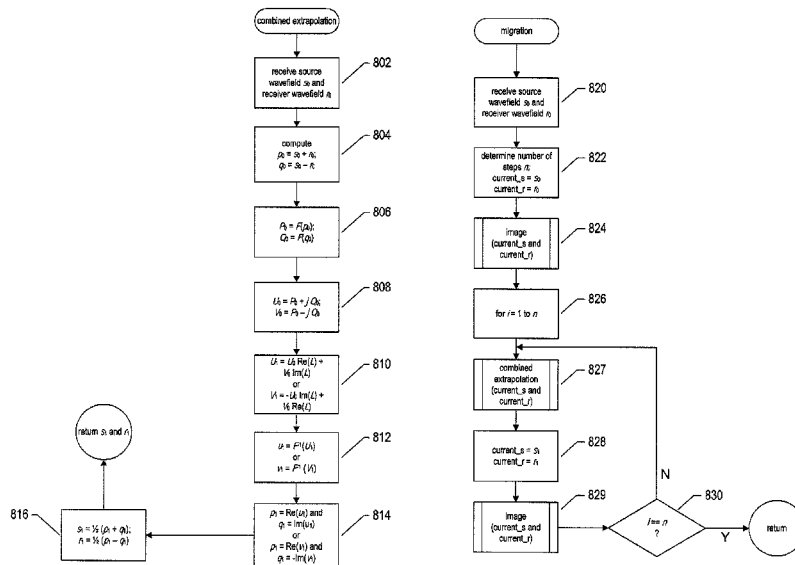 combined extrapolation
802
receive source
wavefield s₀ and
receiver wavefield r₀
804
compute
p₀ = s₀ + r₀;
q₀ = s₀ – r₀
806
P₀ = F(p₀);
Q₀ = F(q₀)
808
U₀ = P₀ + j Q₀;
V₀ = P₀ – j Q₀
810
U₁ = U₀ Re(L) +
V₀ Im(L)
or
V₁ = -U₀ Im(L) +
V₀ Re(L)
812
u₁ = F⁻¹(U₁)
or
v₁ = F⁻¹(V₁)
814
p₁ = Re(u₁) and
q₁ = Im(u₁)
or
p₁ = Re(v₁) and
q₁ = -Im(v₁)
816
s₁ = ½ (p₁ + q₁);
r₁ = ½ (p₁ – q₁)
return s₁ and r₁
migration
820
receive source
wavefield s₀ and
receiver wavefield r₀
822
determine number of
steps n;
current_s = s₀
current_r = r₀
824
image
(current_s and
current_r)
826
for i = 1 to n
827
combined
extrapolation
(current_s and
current_r)
828
current_s = s₁
current_r = r₁
829
image
(current_s and
current_r)
830
i == n
?
N
Y
return